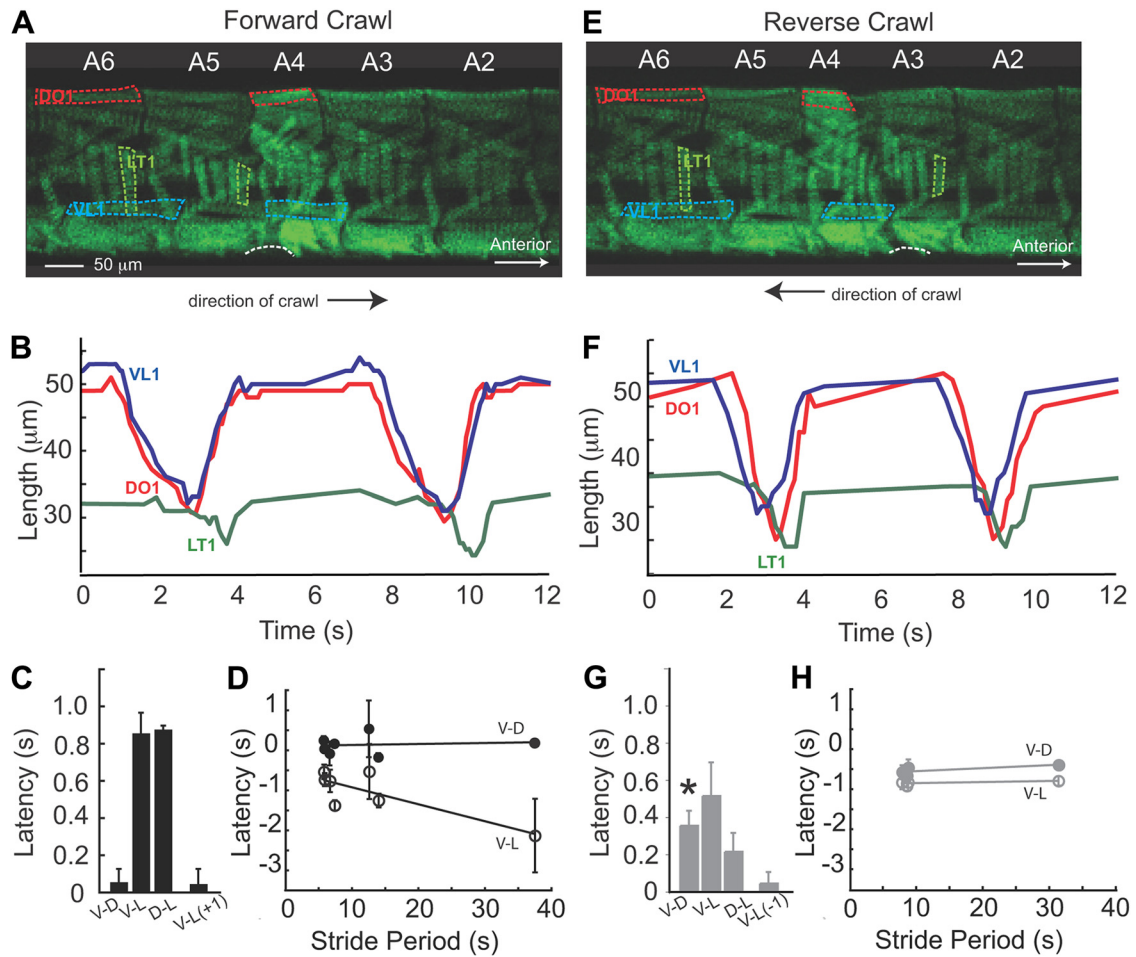 A
Forward Crawl
A6 A5 A4 A3 A2
DO1
LT1
VL1
50 µm
Anterior
direction of crawl
E
Reverse Crawl
A6 A5 A4 A3 A2
DO1
LT1
VL1
Anterior
direction of crawl
B
Length (µm)
50
40
30
VL1
DO1
LT1
0 2 4 6 8 10 12
Time (s)
F
Length (µm)
50
40
30
VL1
DO1
LT1
0 2 4 6 8 10 12
Time (s)
C
Latency (s)
1.0
0.8
0.6
0.4
0.2
0
V-D V-L D-L V-L(+1)
D
Latency (s)
1
0
-1
-2
-3
V-D
V-L
0 10 20 30 40
Stride Period (s)
G
Latency (s)
1.0
0.8
0.6
0.4
0.2
0
*
V-D V-L D-L V-L(-1)
H
Latency (s)
1
0
-1
-2
-3
V-D
V-L
0 10 20 30 40
Stride Period (s)